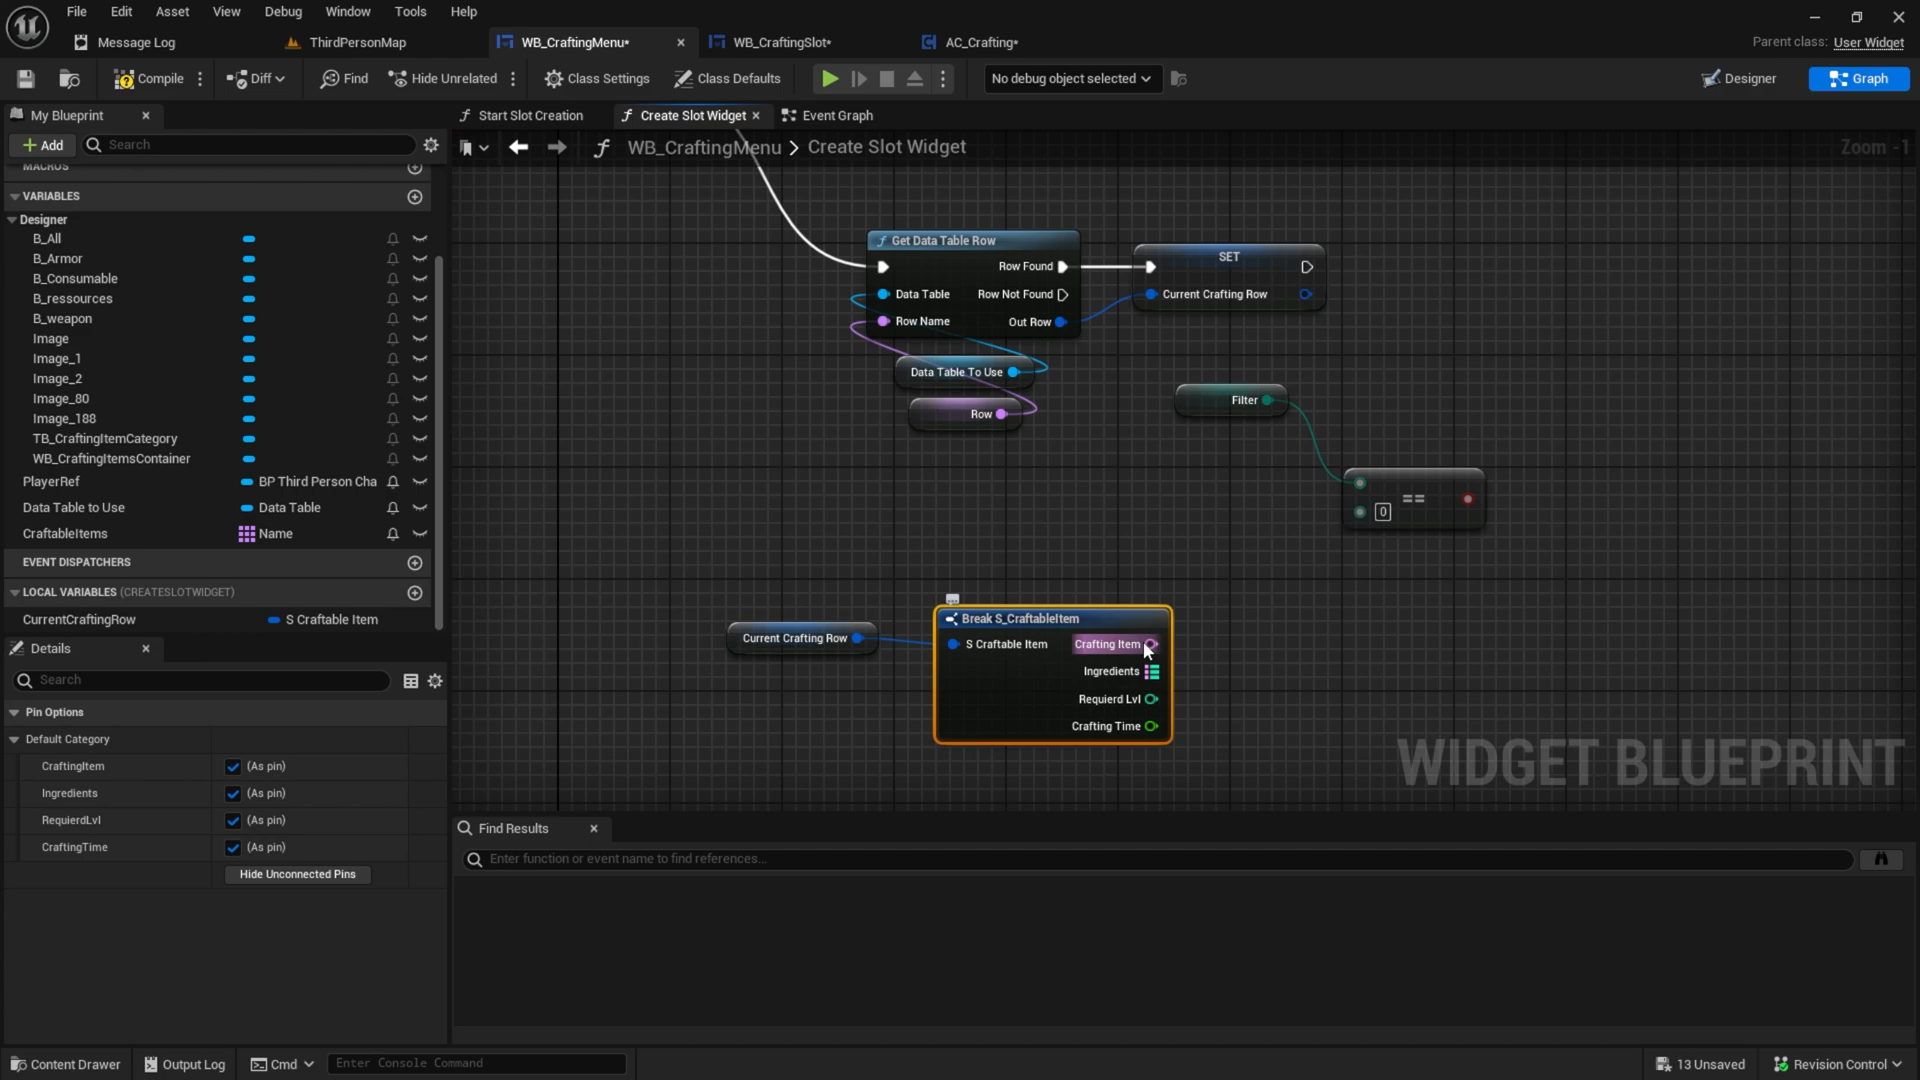 File Edit Asset View Debug Window Tools Help
Message Log
ThirdPersonMap
WB_CraftingMenu*
WB_CraftingSlot*
AC_Crafting*
Parent class: User Widget
Compile
Diff
Find
Hide Unrelated
Class Settings
Class Defaults
No debug object selected
Designer
Graph
My Blueprint
Start Slot Creation
Create Slot Widget
Event Graph
Add
Search
WB_CraftingMenu > Create Slot Widget
Zoom -1
MACROS
VARIABLES
Designer
B_All
B_Armor
B_Consumable
B_ressources
B_weapon
Image
Image_1
Image_2
Image_80
Image_188
TB_CraftingItemCategory
WB_CraftingItemsContainer
PlayerRef BP Third Person Cha
Data Table to Use Data Table
CraftableItems Name
EVENT DISPATCHERS
LOCAL VARIABLES (CREATESLOTWIDGET)
CurrentCraftingRow S Craftable Item
Get Data Table Row
Row Found
Data Table Row Not Found
Row Name Out Row
SET
Current Crafting Row
Data Table To Use
Row
Filter
0 ==
Current Crafting Row
Break S_CraftableItem
S Craftable Item Crafting Item
Ingredients
Requierd Lvl
Crafting Time
WIDGET BLUEPRINT
Details
Search
Pin Options
Default Category
CraftingItem (As pin)
Ingredients (As pin)
RequierdLvl (As pin)
CraftingTime (As pin)
Hide Unconnected Pins
Find Results
Enter function or event name to find references...
Content Drawer
Output Log
Cmd
Enter Console Command
13 Unsaved
Revision Control